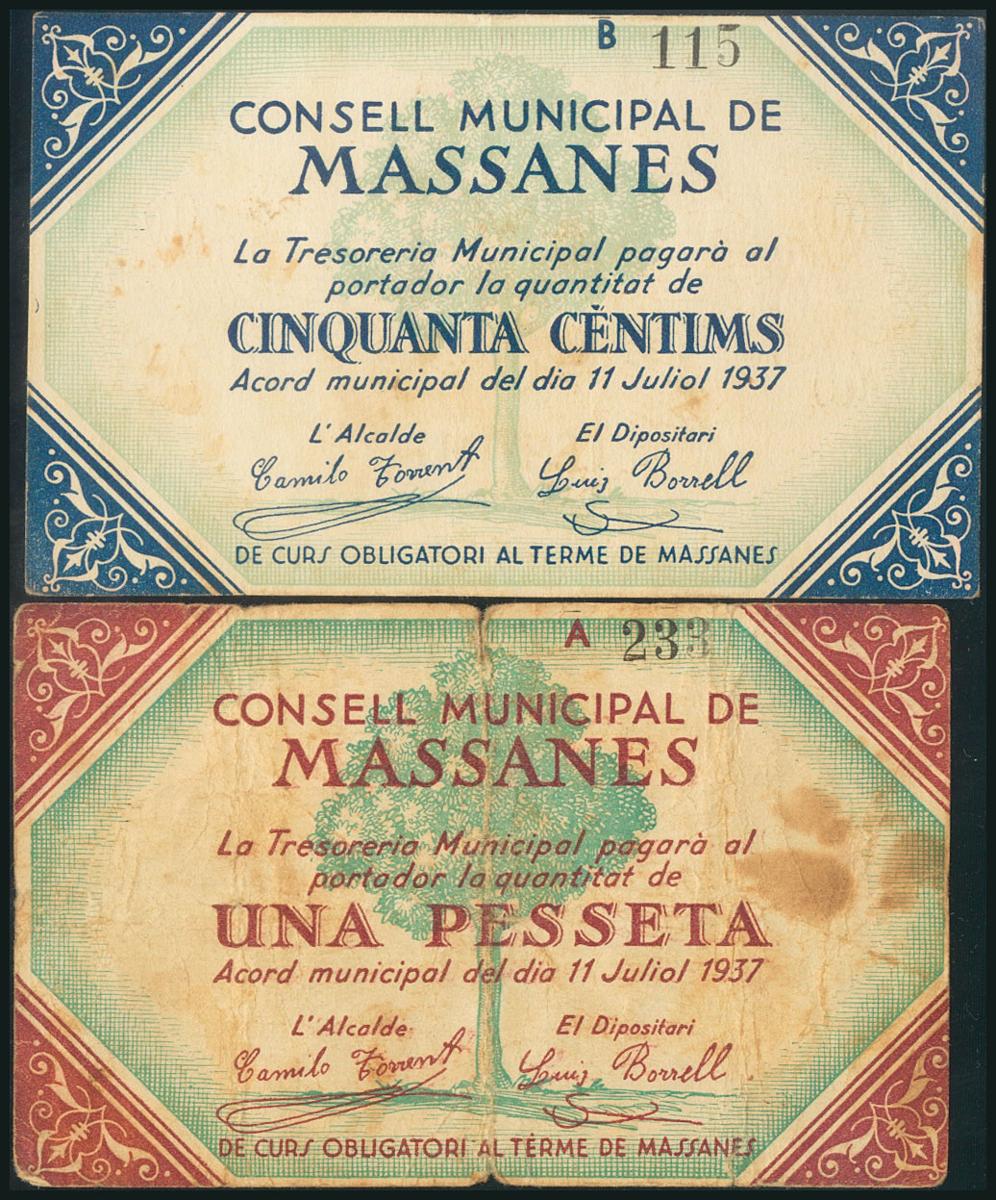 B 115
CONSELL MUNICIPAL DE
MASSANES
La Tresoreria Municipal pagarà al
portador la quantitat de
CINQUANTA CÈNTIMS
Acord municipal del dia 11 Juliol 1937
L'Alcalde El Dipositari
Camilo Torrent Luis Borrell
DE CURS OBLIGATORI AL TERME DE MASSANES
A 233
CONSELL MUNICIPAL DE
MASSANES
La Tresoreria Municipal pagarà al
portador la quantitat de
UNA PESSETA
Acord municipal del dia 11 Juliol 1937
L'Alcalde El Dipositari
Camilo Torrent Luis Borrell
DE CURS OBLIGATORI AL TERME DE MASSANES